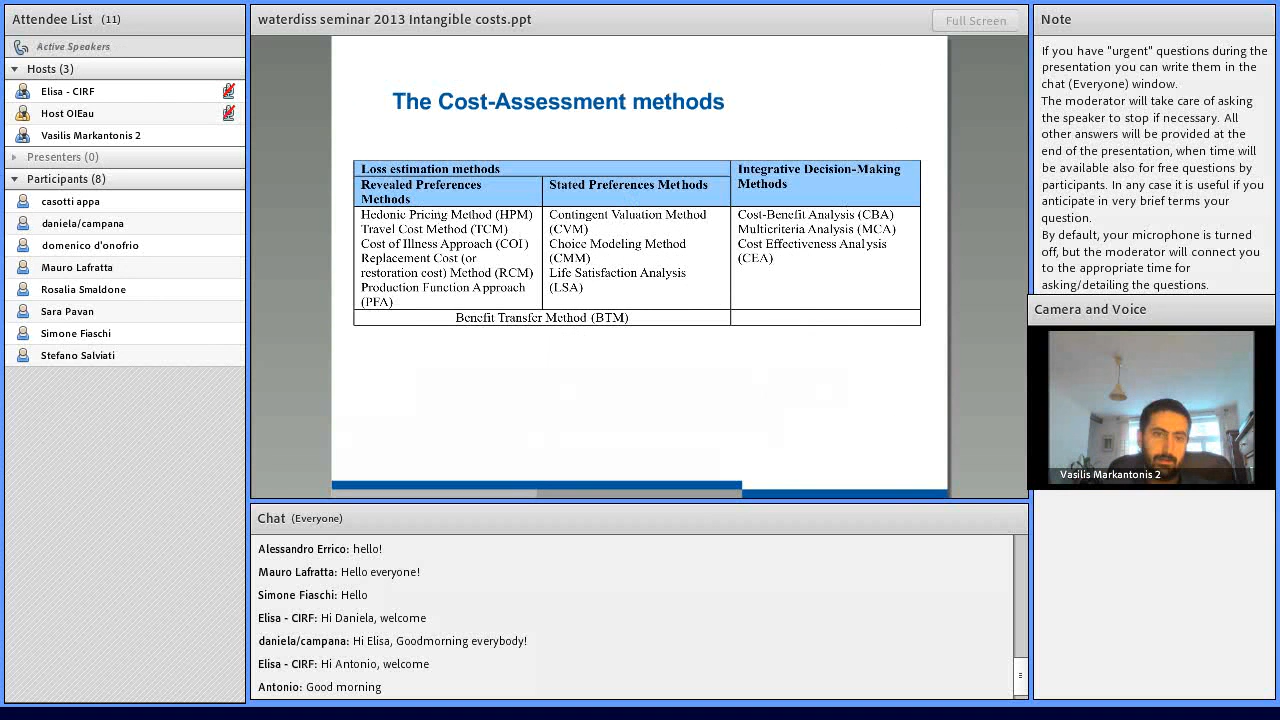 Attendee List (11)
Active Speakers
Hosts (3)
Elisa - CIRF
Host OIEau
Vasilis Markantonis 2
Presenters (0)
Participants (8)
casotti appa
daniela/campana
domenico d'onofrio
Mauro Lafratta
Rosalia Smaldone
Sara Pavan
Simone Fiaschi
Stefano Salviati
waterdiss seminar 2013 Intangible costs.ppt
Full Screen
The Cost-Assessment methods
Loss estimation methods
Revealed Preferences
Methods
Stated Preferences Methods
Integrative Decision-Making
Methods
Hedonic Pricing Method (HPM)
Travel Cost Method (TCM)
Cost of Illness Approach (COI)
Replacement Cost (or
restoration cost) Method (RCM)
Production Function Approach
(PFA)
Contingent Valuation Method
(CVM)
Choice Modeling Method
(CMM)
Life Satisfaction Analysis
(LSA)
Cost-Benefit Analysis (CBA)
Multicriteria Analysis (MCA)
Cost Effectiveness Analysis
(CEA)
Benefit Transfer Method (BTM)
Chat (Everyone)
Alessandro Errico: hello!
Mauro Lafratta: Hello everyone!
Simone Fiaschi: Hello
Elisa - CIRF: Hi Daniela, welcome
daniela/campana: Hi Elisa, Goodmorning everybody!
Elisa - CIRF: Hi Antonio, welcome
Antonio: Good morning
Note
If you have "urgent" questions during the
presentation you can write them in the
chat (Everyone) window.
The moderator will take care of asking
the speaker to stop if necessary. All
other answers will be provided at the
end of the presentation, when time will
be available also for free questions by
participants. In any case it is useful if you
anticipate in very brief terms your
question.
By default, your microphone is turned
off, but the moderator will connect you
to the appropriate time for
asking/detailing the questions.
Camera and Voice
Vasilis Markantonis 2